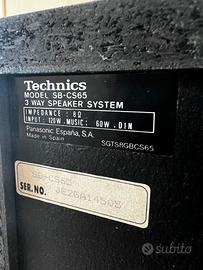 Technics
MODEL SB-CS65
3 WAY SPEAKER SYSTEM
IMPEDANCE: 8Ω
INPUT: 120W. MUSIC: 60W. DIN
Panasonic España, S.A.
Made in Spain
SGTS8GBCS65
SB-CS65
SER.NO.
subito